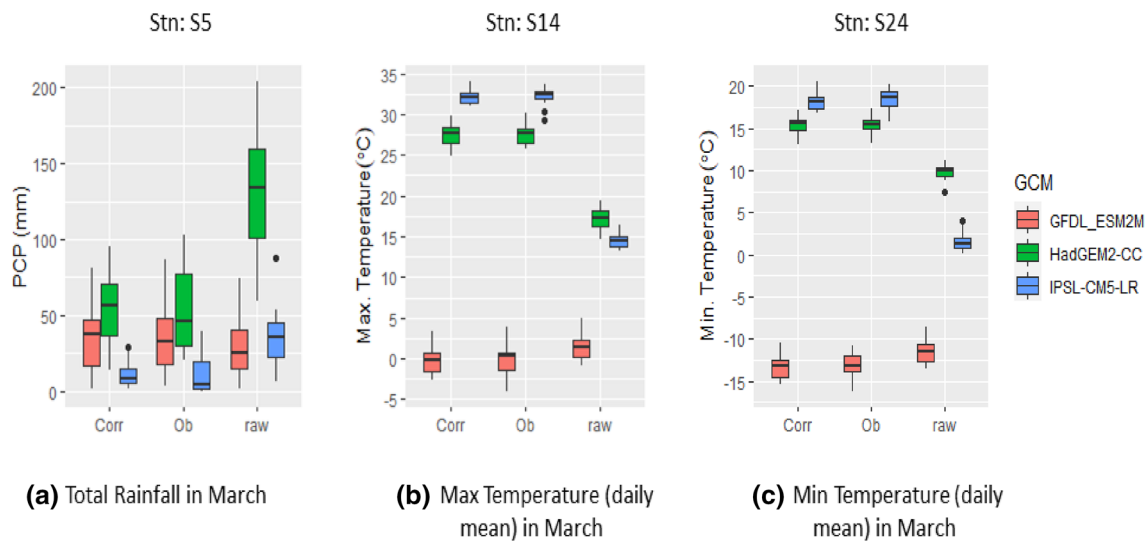 Stn: S5
Stn: S14
Stn: S24
PCP (mm)
200
150
100
50
0
Corr
Ob
raw
Max. Temperature (°C)
35
30
25
20
15
10
5
0
-5
Corr
Ob
raw
Min. Temperature (°C)
20
15
10
5
0
-5
-10
-15
Corr
Ob
raw
GCM
GFDL_ESM2M
HadGEM2-CC
IPSL-CM5-LR
(a) Total Rainfall in March
(b) Max Temperature (daily
mean) in March
(c) Min Temperature (daily
mean) in March